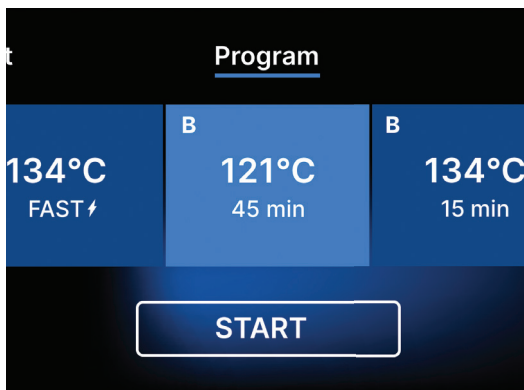 t
Program
B
B
134°C
121°C
134°C
FAST⚡
45 min
15 min
START